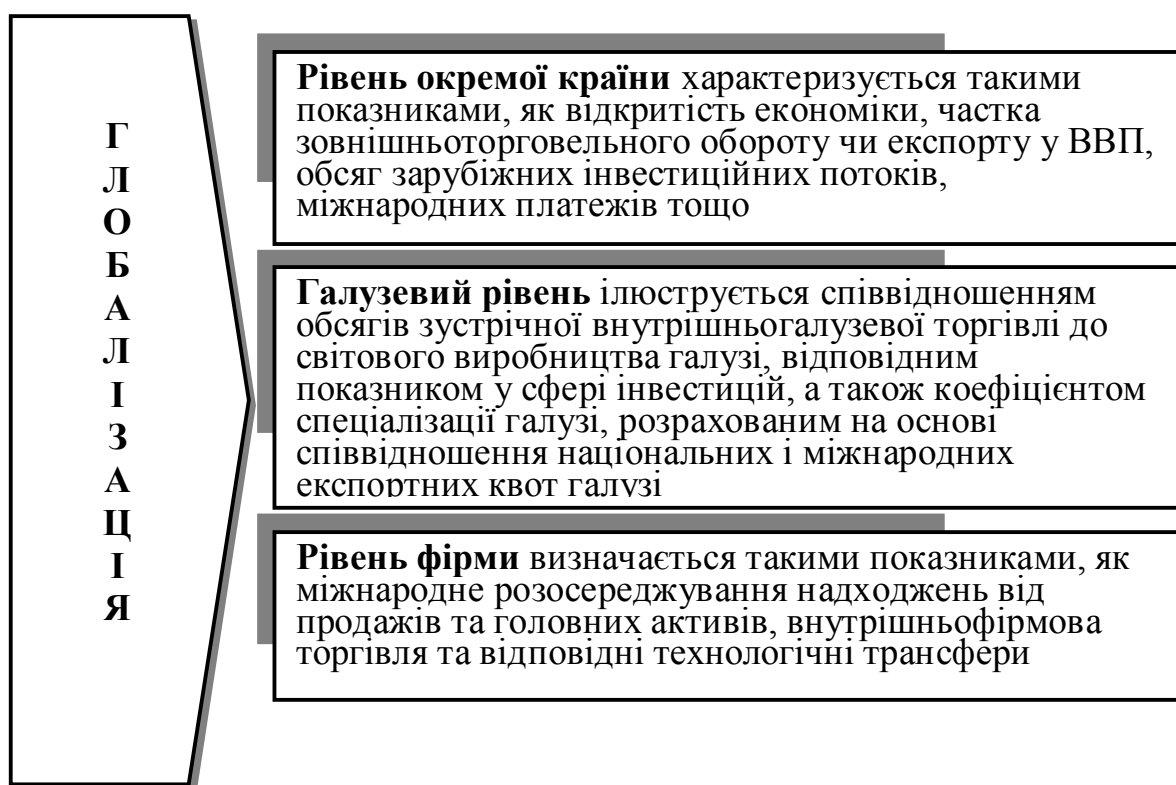 ГЛОБАЛІЗАЦІЯ
Рівень окремої країни характеризується такими
показниками, як відкритість економіки, частка
зовнішньоторговельного обороту чи експорту у ВВП,
обсяг зарубіжних інвестиційних потоків,
міжнародних платежів тощо
Галузевий рівень ілюструється співвідношенням
обсягів зустрічної внутрішньогалузевої торгівлі до
світового виробництва галузі, відповідним
показником у сфері інвестицій, а також коефіцієнтом
спеціалізації галузі, розрахованим на основі
співвідношення національних і міжнародних
експортних квот галузі
Рівень фірми визначається такими показниками, як
міжнародне розосереджування надходжень від
продажів та головних активів, внутрішньофірмова
торгівля та відповідні технологічні трансфери